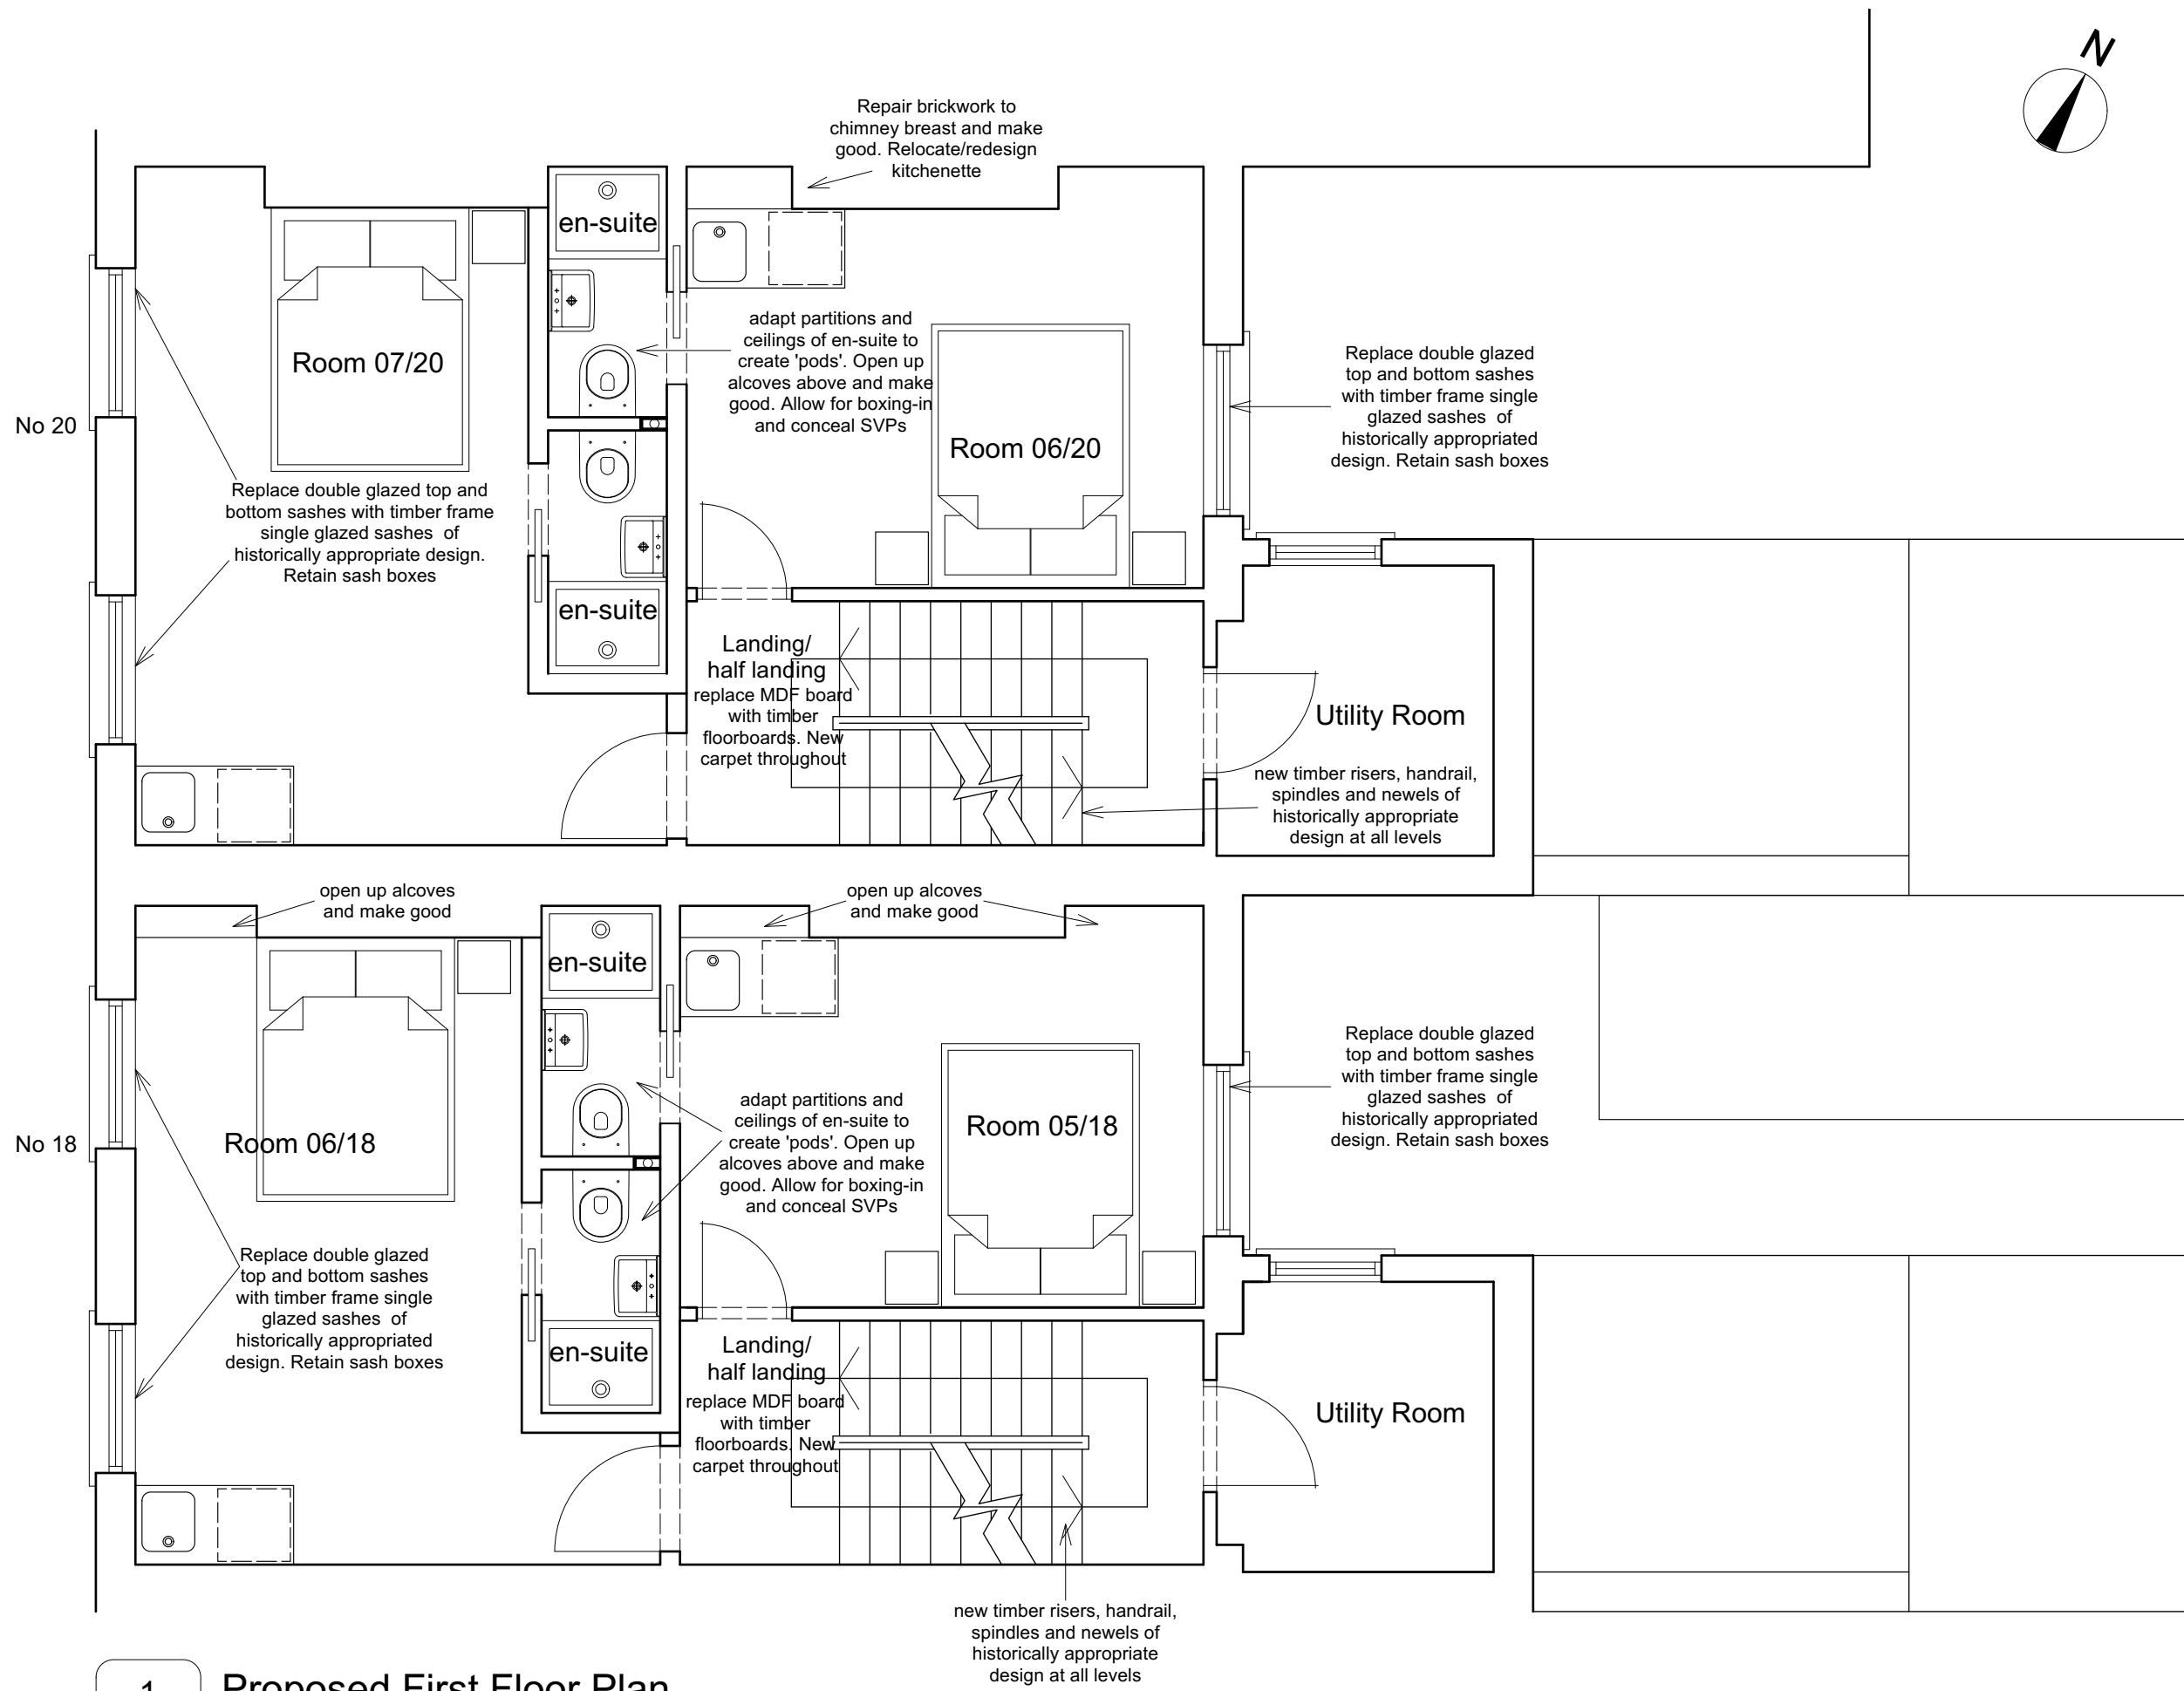 N
Repair brickwork to
chimney breast and make
good. Relocate/redesign
kitchenette
en-suite
Room 07/20
adapt partitions and
ceilings of en-suite to
create 'pods'. Open up
alcoves above and make
good. Allow for boxing-in
and conceal SVPs
Room 06/20
Replace double glazed
top and bottom sashes
with timber frame single
glazed sashes of
historically appropriated
design. Retain sash boxes
No 20
Replace double glazed top and
bottom sashes with timber frame
single glazed sashes of
historically appropriate design.
Retain sash boxes
en-suite
Landing/
half landing
replace MDF board
with timber
floorboards. New
carpet throughout
Utility Room
new timber risers, handrail,
spindles and newels of
historically appropriate
design at all levels
open up alcoves
and make good
open up alcoves
and make good
en-suite
Room 06/18
adapt partitions and
ceilings of en-suite to
create 'pods'. Open up
alcoves above and make
good. Allow for boxing-in
and conceal SVPs
Room 05/18
Replace double glazed
top and bottom sashes
with timber frame single
glazed sashes of
historically appropriated
design. Retain sash boxes
No 18
Replace double glazed
top and bottom sashes
with timber frame single
glazed sashes of
historically appropriated
design. Retain sash boxes
en-suite
Landing/
half landing
replace MDF board
with timber
floorboards. New
carpet throughout
Utility Room
new timber risers, handrail,
spindles and newels of
historically appropriate
design at all levels
1
Proposed First Floor Plan